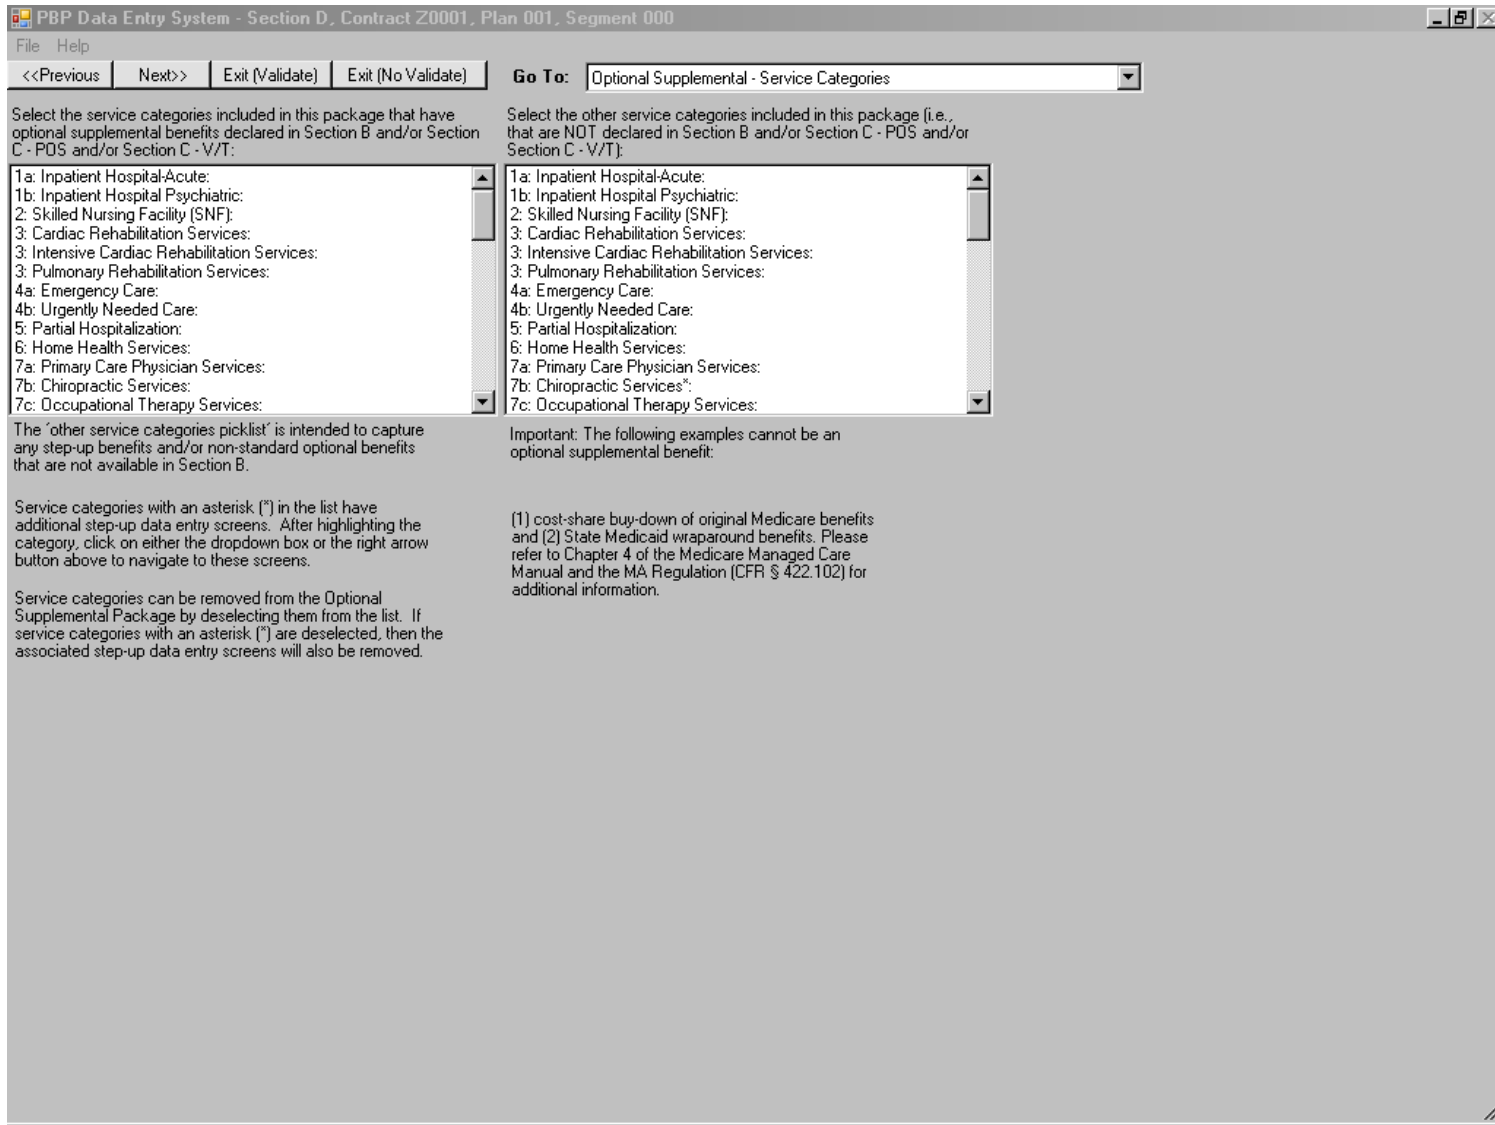 PBP Data Entry System - Section D, Contract Z0001, Plan 001, Segment 000
File Help
<<Previous Next>> Exit (Validate) Exit (No Validate) Go To: Optional Supplemental - Service Categories
Select the service categories included in this package that have
optional supplemental benefits declared in Section B and/or Section
C - POS and/or Section C - V/T:
1a: Inpatient Hospital-Acute:
1b: Inpatient Hospital Psychiatric:
2: Skilled Nursing Facility (SNF):
3: Cardiac Rehabilitation Services:
3: Intensive Cardiac Rehabilitation Services:
3: Pulmonary Rehabilitation Services:
4a: Emergency Care:
4b: Urgently Needed Care:
5: Partial Hospitalization:
6: Home Health Services:
7a: Primary Care Physician Services:
7b: Chiropractic Services:
7c: Occupational Therapy Services:
The ´other service categories picklist´ is intended to capture
any step-up benefits and/or non-standard optional benefits
that are not available in Section B.
Service categories with an asterisk (*) in the list have
additional step-up data entry screens. After highlighting the
category, click on either the dropdown box or the right arrow
button above to navigate to these screens.
Service categories can be removed from the Optional
Supplemental Package by deselecting them from the list. If
service categories with an asterisk (*) are deselected, then the
associated step-up data entry screens will also be removed.
Select the other service categories included in this package (i.e.,
that are NOT declared in Section B and/or Section C - POS and/or
Section C - V/T):
1a: Inpatient Hospital-Acute:
1b: Inpatient Hospital Psychiatric:
2: Skilled Nursing Facility (SNF):
3: Cardiac Rehabilitation Services:
3: Intensive Cardiac Rehabilitation Services:
3: Pulmonary Rehabilitation Services:
4a: Emergency Care:
4b: Urgently Needed Care:
5: Partial Hospitalization:
6: Home Health Services:
7a: Primary Care Physician Services:
7b: Chiropractic Services*:
7c: Occupational Therapy Services:
Important: The following examples cannot be an
optional supplemental benefit:
(1) cost-share buy-down of original Medicare benefits
and (2) State Medicaid wraparound benefits. Please
refer to Chapter 4 of the Medicare Managed Care
Manual and the MA Regulation (CFR § 422.102) for
additional information.